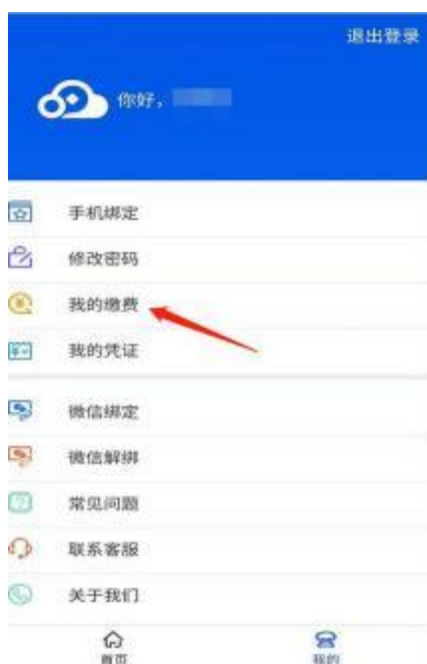 退出登录
你好，
手机绑定
修改密码
我的缴费
我的凭证
微信绑定
微信解绑
常见问题
联系客服
关于我们
首页
我的